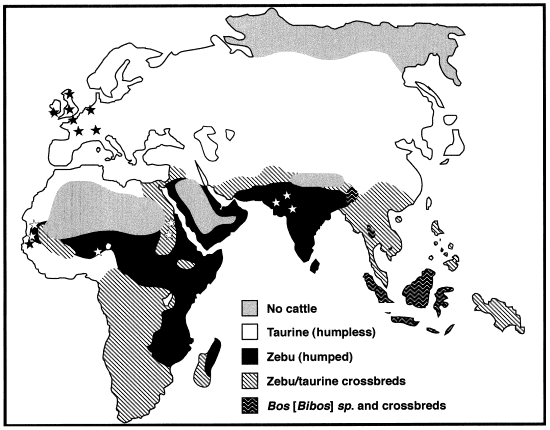 No cattle
Taurine (humpless)
Zebu (humped)
Zebu/taurine crossbreds
Bos [Bibos] sp. and crossbreds